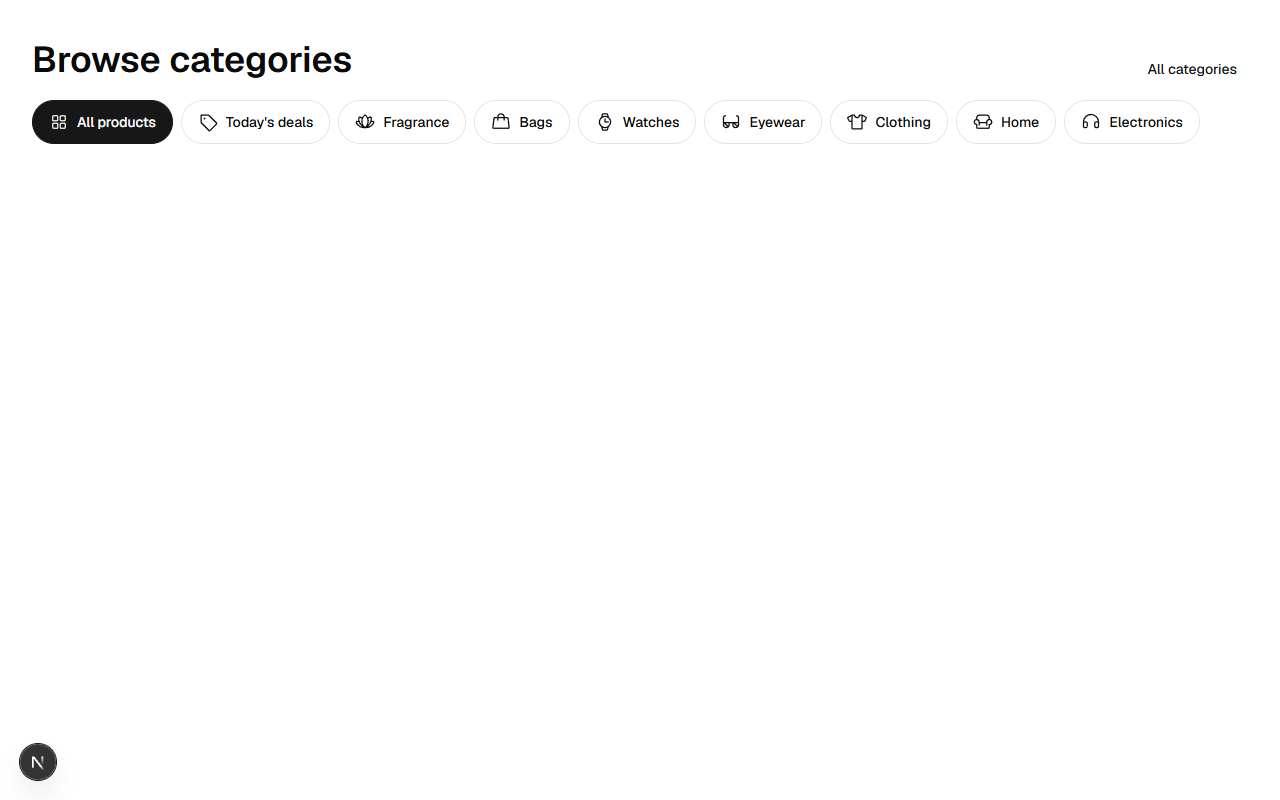 Browse categories
All categories
All products
Today's deals
Fragrance
Bags
Watches
Eyewear
Clothing
Home
Electronics
N